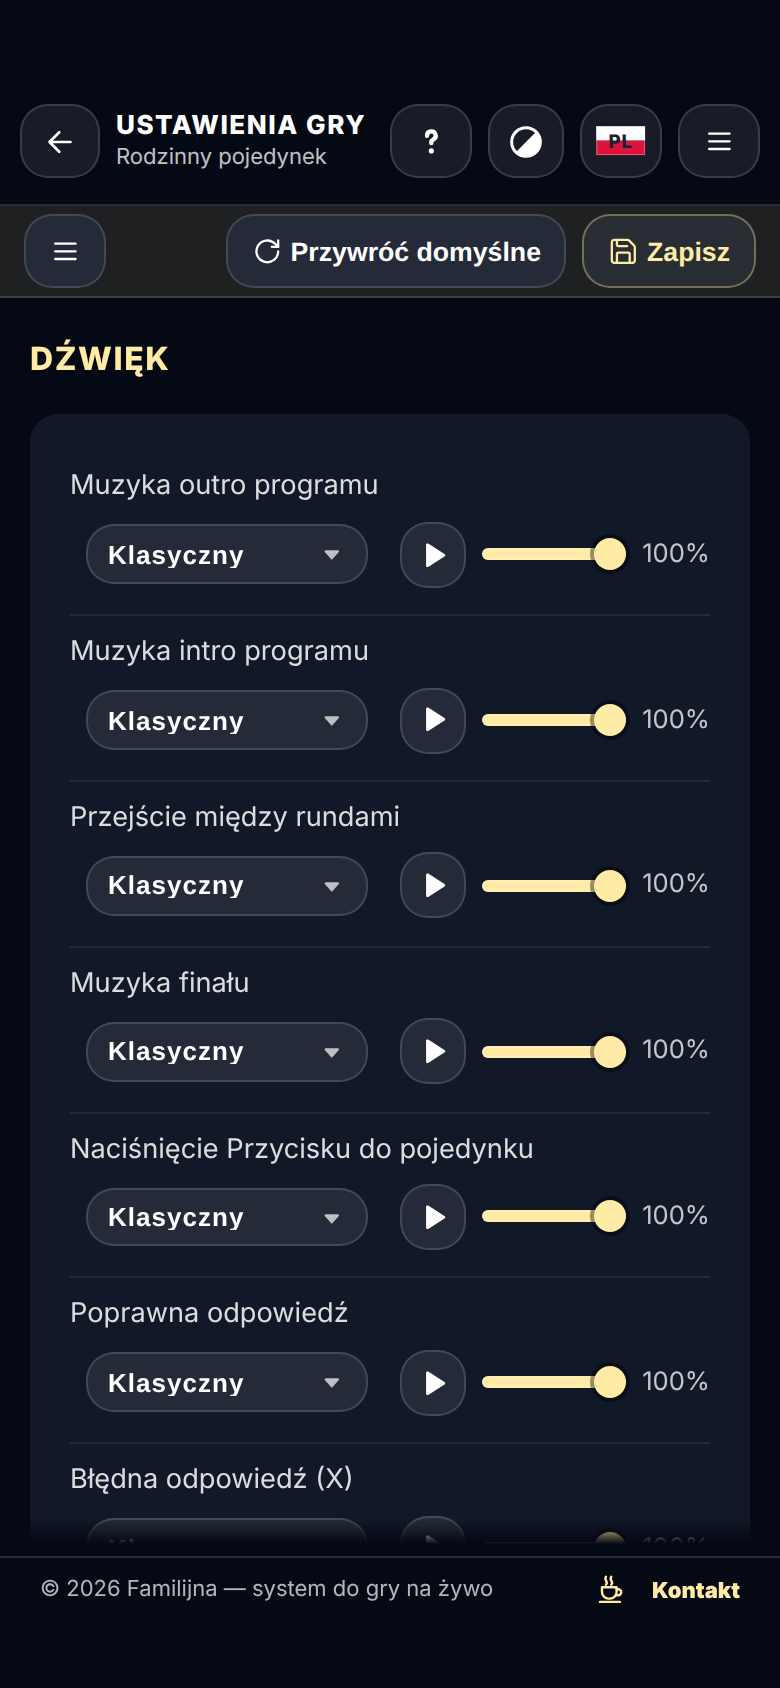 USTAWIENIA GRY
Rodzinny pojedynek
?
PL
Przywróć domyślne
Zapisz
DŹWIĘK
Muzyka outro programu
Klasyczny
100%
Muzyka intro programu
Klasyczny
100%
Przejście między rundami
Klasyczny
100%
Muzyka finału
Klasyczny
100%
Naciśnięcie Przycisku do pojedynku
Klasyczny
100%
Poprawna odpowiedź
Klasyczny
100%
Błędna odpowiedź (X)
© 2026 Familijna — system do gry na żywo
Kontakt